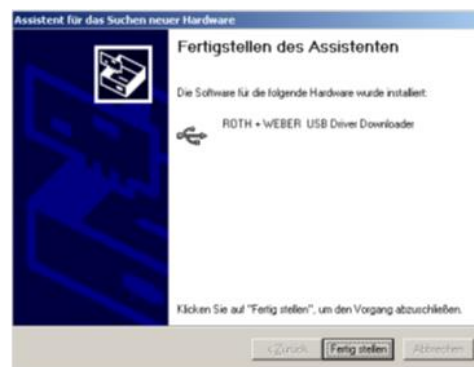 Assistent für das Suchen neuer Hardware
Fertigstellen des Assistenten
Die Software für die folgende Hardware wurde installiert:
ROTH + WEBER USB Driver Downloader
Klicken Sie auf "Fertig stellen", um den Vorgang abzuschließen.
< Zurück Fertig stellen Abbrechen